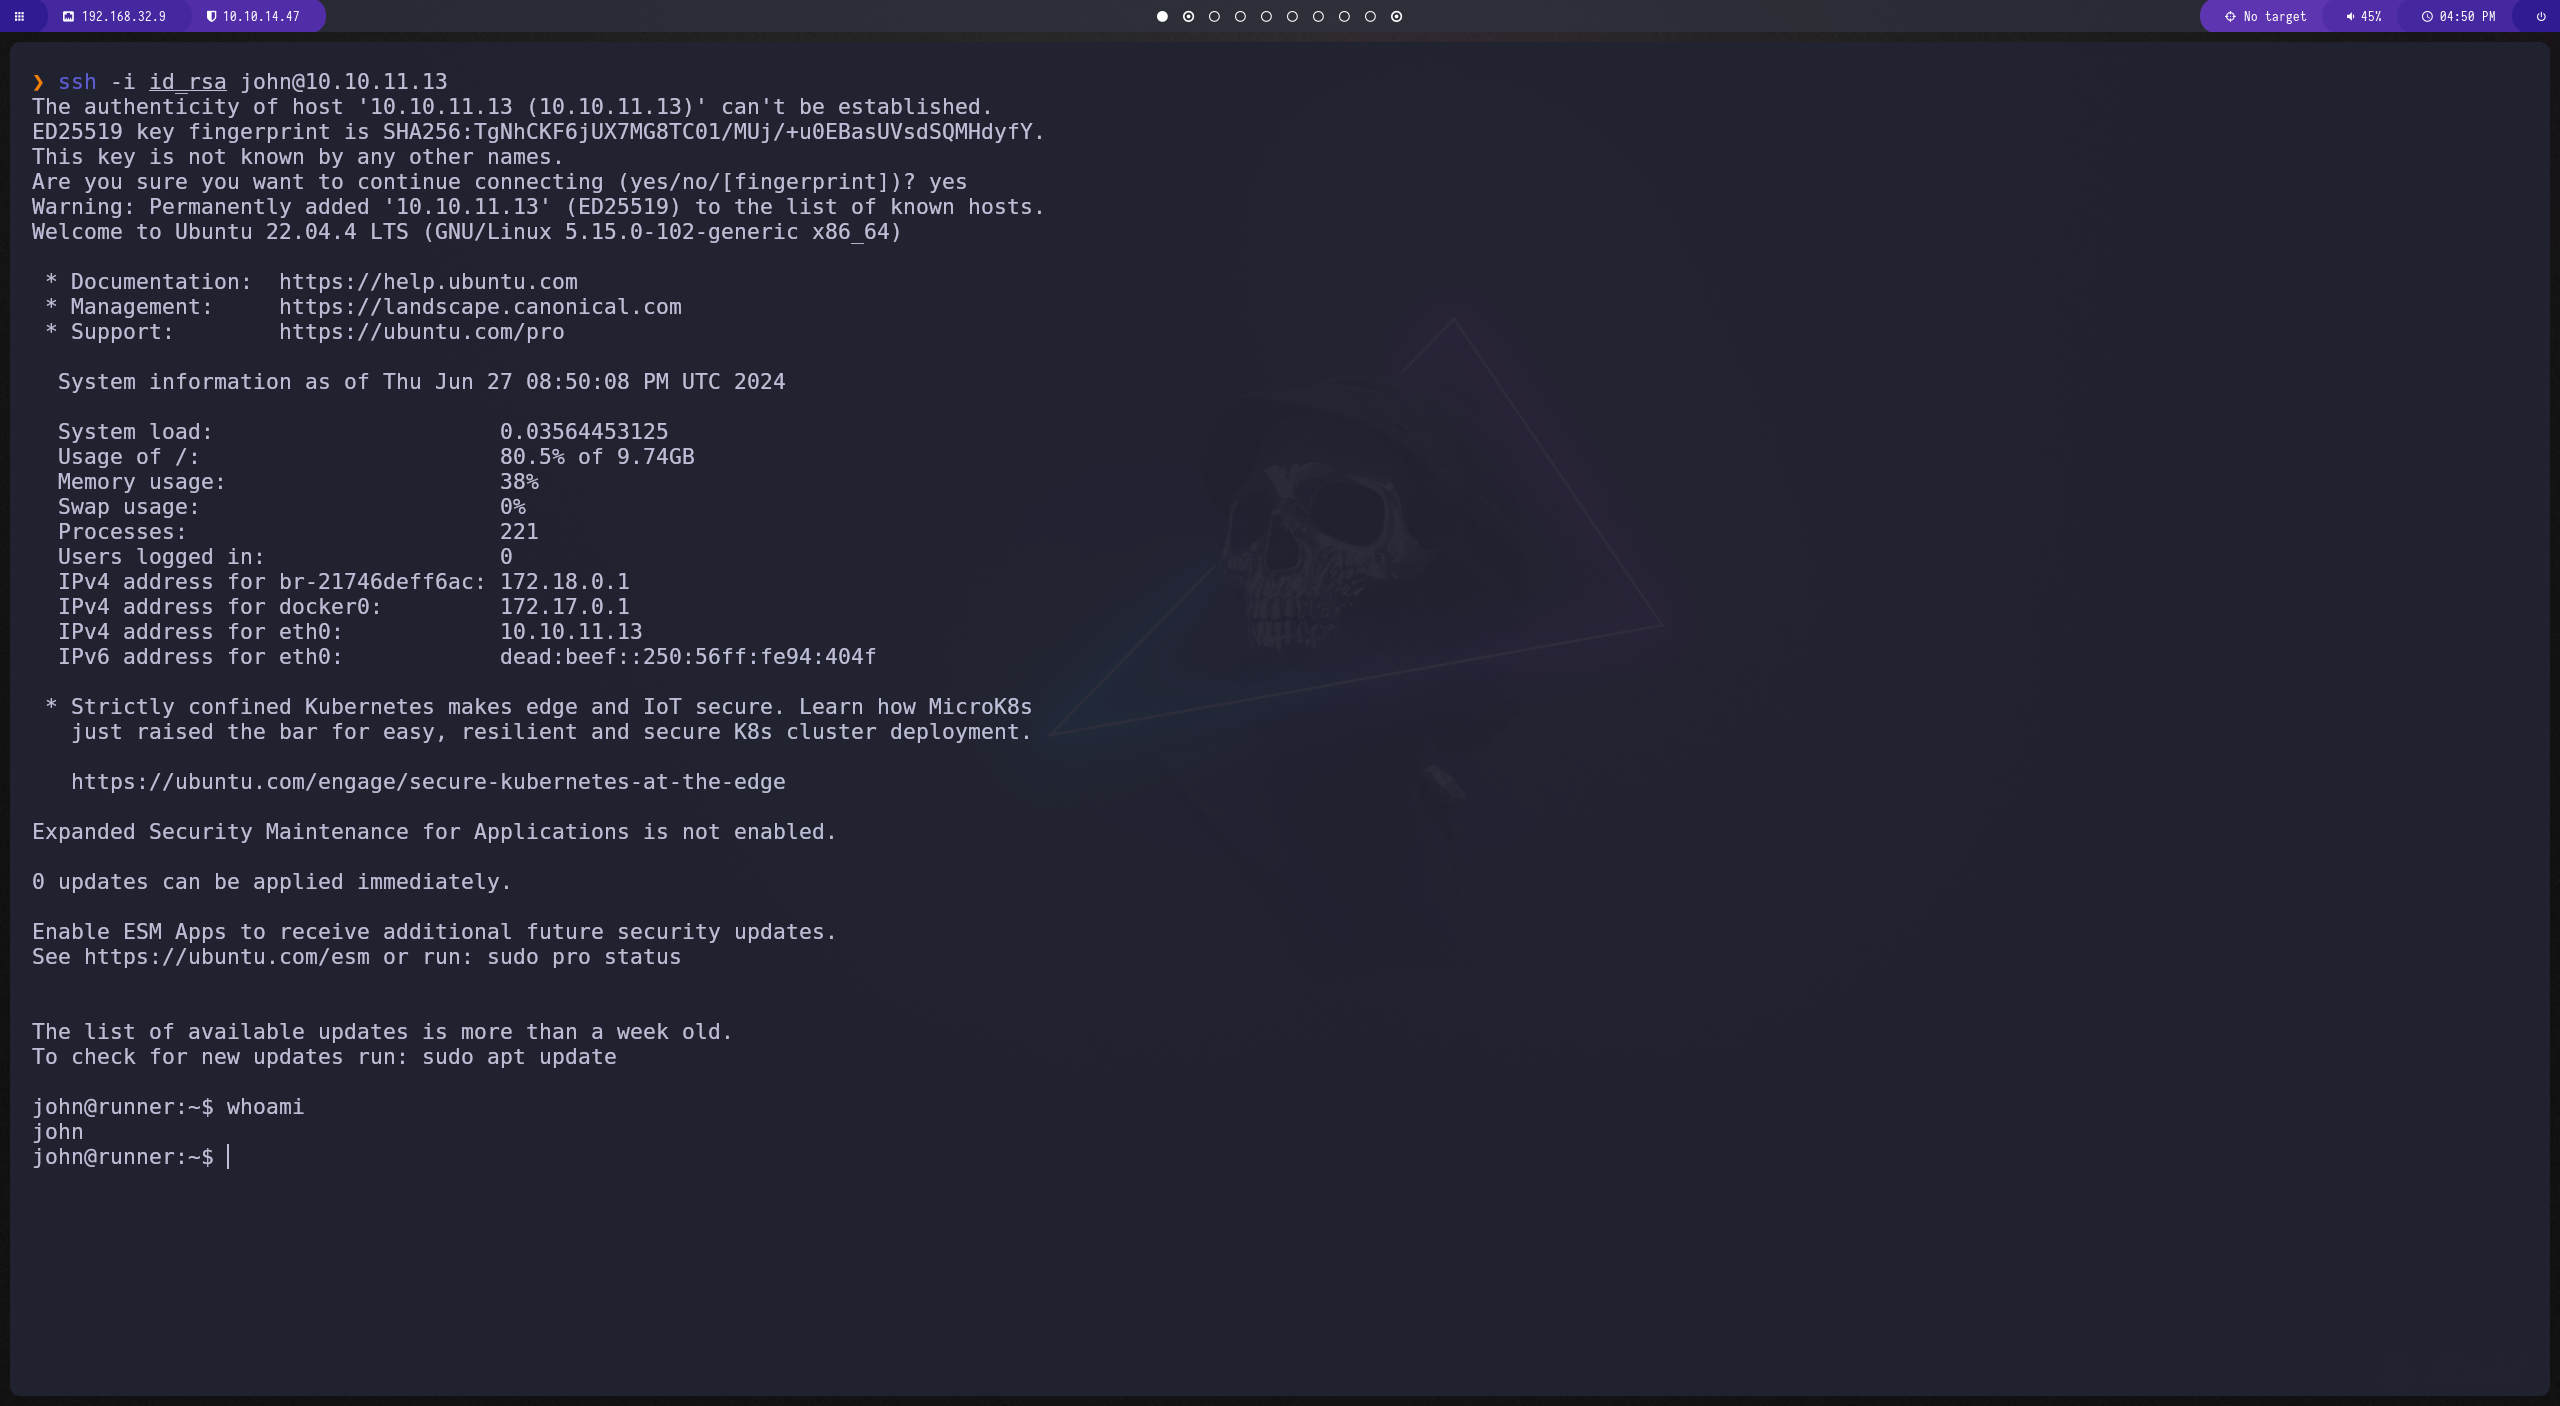 192.168.32.9 10.10.14.47 No target 45% 04:50 PM
❯ ssh -i id_rsa john@10.10.11.13
The authenticity of host '10.10.11.13 (10.10.11.13)' can't be established.
ED25519 key fingerprint is SHA256:TgNhCKF6jUX7MG8TC01/MUj/+u0EBasUVsdSQMHdyfY.
This key is not known by any other names.
Are you sure you want to continue connecting (yes/no/[fingerprint])? yes
Warning: Permanently added '10.10.11.13' (ED25519) to the list of known hosts.
Welcome to Ubuntu 22.04.4 LTS (GNU/Linux 5.15.0-102-generic x86_64)
 * Documentation:  https://help.ubuntu.com
 * Management:     https://landscape.canonical.com
 * Support:        https://ubuntu.com/pro
  System information as of Thu Jun 27 08:50:08 PM UTC 2024
  System load:                      0.03564453125
  Usage of /:                       80.5% of 9.74GB
  Memory usage:                     38%
  Swap usage:                       0%
  Processes:                        221
  Users logged in:                  0
  IPv4 address for br-21746deff6ac: 172.18.0.1
  IPv4 address for docker0:         172.17.0.1
  IPv4 address for eth0:            10.10.11.13
  IPv6 address for eth0:            dead:beef::250:56ff:fe94:404f
 * Strictly confined Kubernetes makes edge and IoT secure. Learn how MicroK8s
   just raised the bar for easy, resilient and secure K8s cluster deployment.
   https://ubuntu.com/engage/secure-kubernetes-at-the-edge
Expanded Security Maintenance for Applications is not enabled.
0 updates can be applied immediately.
Enable ESM Apps to receive additional future security updates.
See https://ubuntu.com/esm or run: sudo pro status
The list of available updates is more than a week old.
To check for new updates run: sudo apt update
john@runner:~$ whoami
john
john@runner:~$